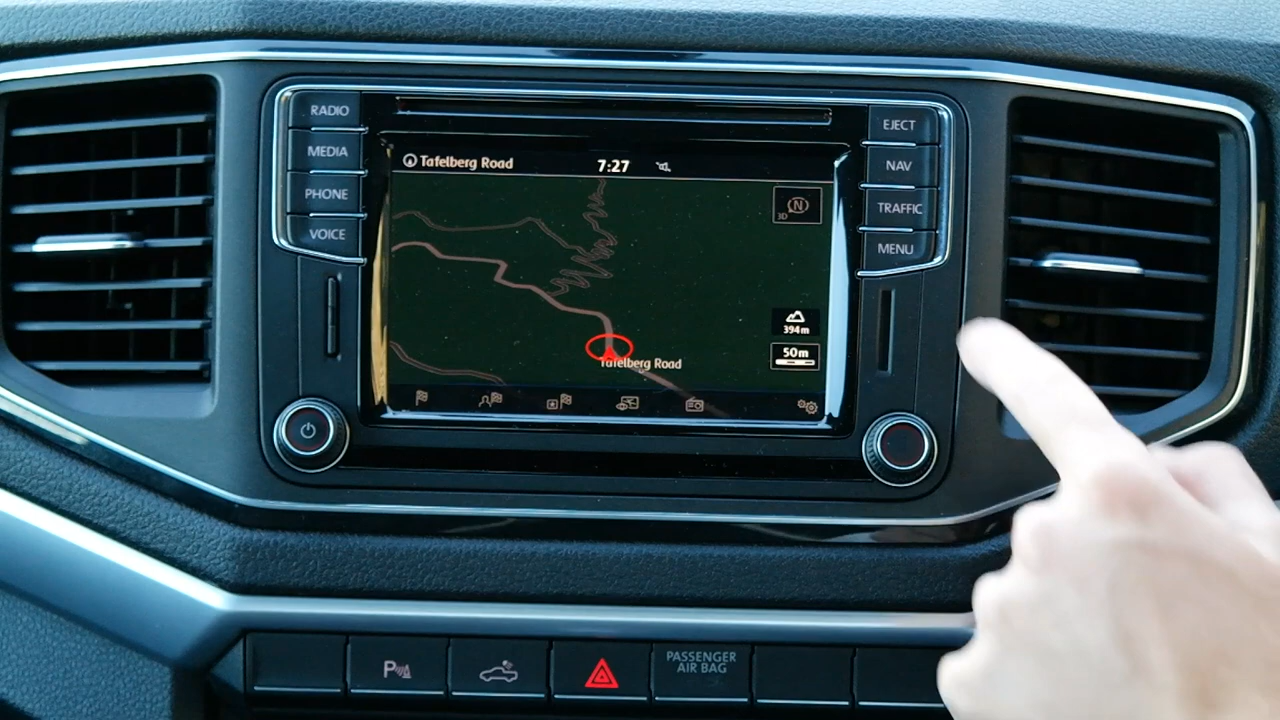 RADIO
MEDIA
PHONE
VOICE
Tafelberg Road
7:27
N
3D
394m
50m
Tafelberg Road
EJECT
NAV
TRAFFIC
MENU
P
PASSENGER
AIR BAG